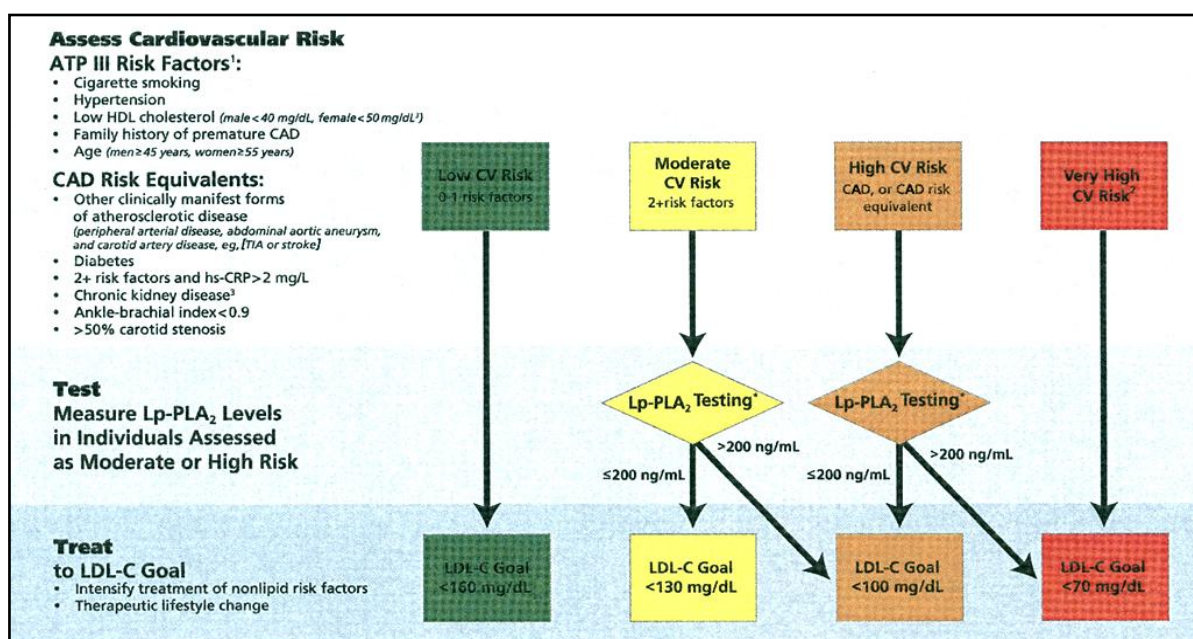 Assess Cardiovascular Risk
ATP III Risk Factors¹:
• Cigarette smoking
• Hypertension
• Low HDL cholesterol (male<40 mg/dL, female<50 mg/dL³)
• Family history of premature CAD
• Age (men≥45 years, women≥55 years)
CAD Risk Equivalents:
• Other clinically manifest forms
of atherosclerotic disease
(peripheral arterial disease, abdominal aortic aneurysm,
and carotid artery disease, eg, [TIA or stroke]
• Diabetes
• 2+ risk factors and hs-CRP>2 mg/L
• Chronic kidney disease³
• Ankle-brachial index<0.9
• >50% carotid stenosis
Low CV Risk
0-1 risk factors
Moderate
CV Risk
2+risk factors
High CV Risk
CAD, or CAD risk
equivalent
Very High
CV Risk²
Test
Measure Lp-PLA₂ Levels
in Individuals Assessed
as Moderate or High Risk
Lp-PLA₂ Testing*
Lp-PLA₂ Testing*
≤200 ng/mL
>200 ng/mL
≤200 ng/mL
>200 ng/mL
Treat
to LDL-C Goal
• Intensify treatment of nonlipid risk factors
• Therapeutic lifestyle change
LDL-C Goal
<160 mg/dL
LDL-C Goal
<130 mg/dL
LDL-C Goal
<100 mg/dL
LDL-C Goal
<70 mg/dL